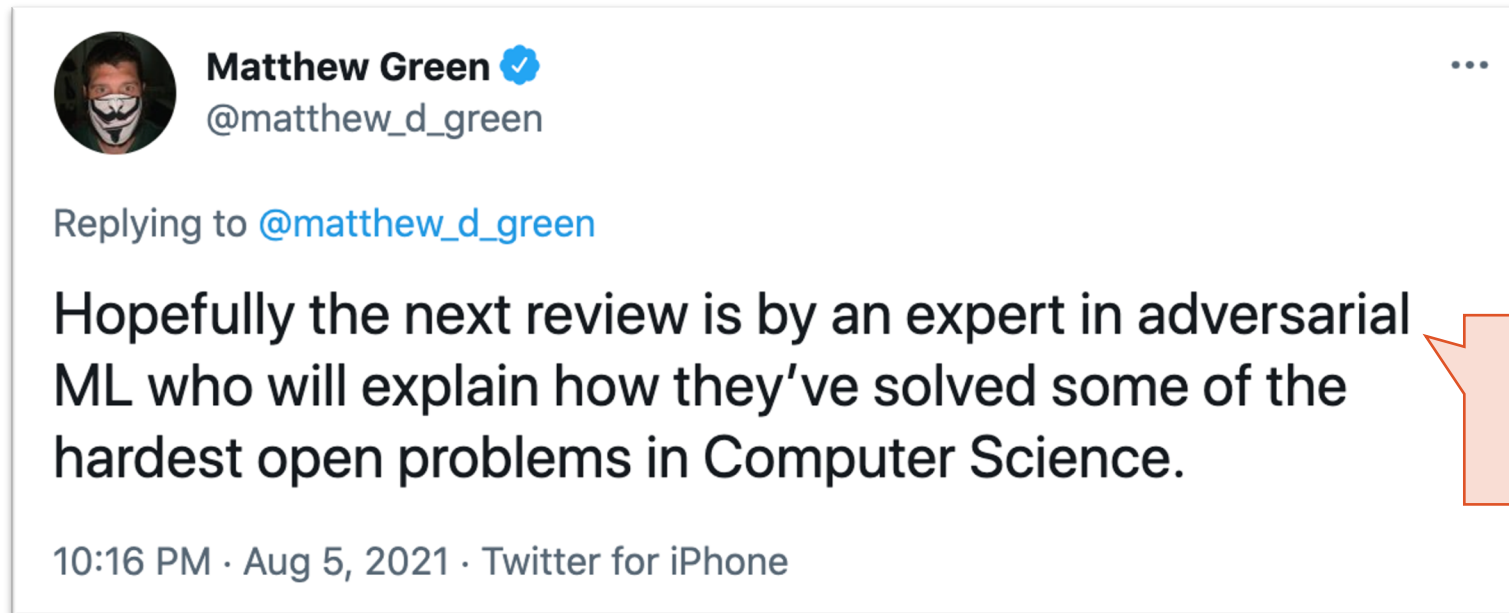 Matthew Green
@matthew_d_green
Replying to @matthew_d_green
Hopefully the next review is by an expert in adversarial
ML who will explain how they’ve solved some of the
hardest open problems in Computer Science.
10:16 PM · Aug 5, 2021 · Twitter for iPhone